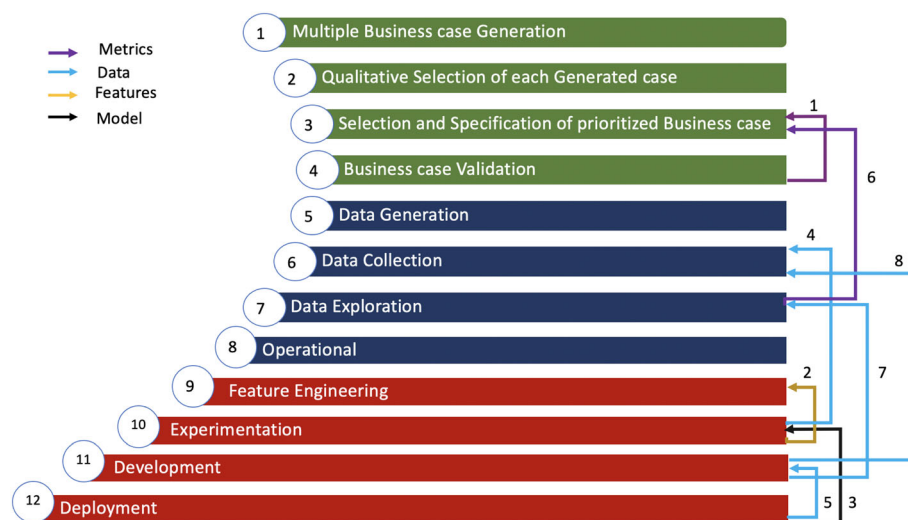 1 Multiple Business case Generation
Metrics
Data
2 Qualitative Selection of each Generated case
Features
1
Model
3 Selection and Specification of prioritized Business case
4 Business case Validation
6
5 Data Generation
4
6 Data Collection
8
7 Data Exploration
8 Operational
2
7
9 Feature Engineering
10 Experimentation
11 Development
12 Deployment
5
3